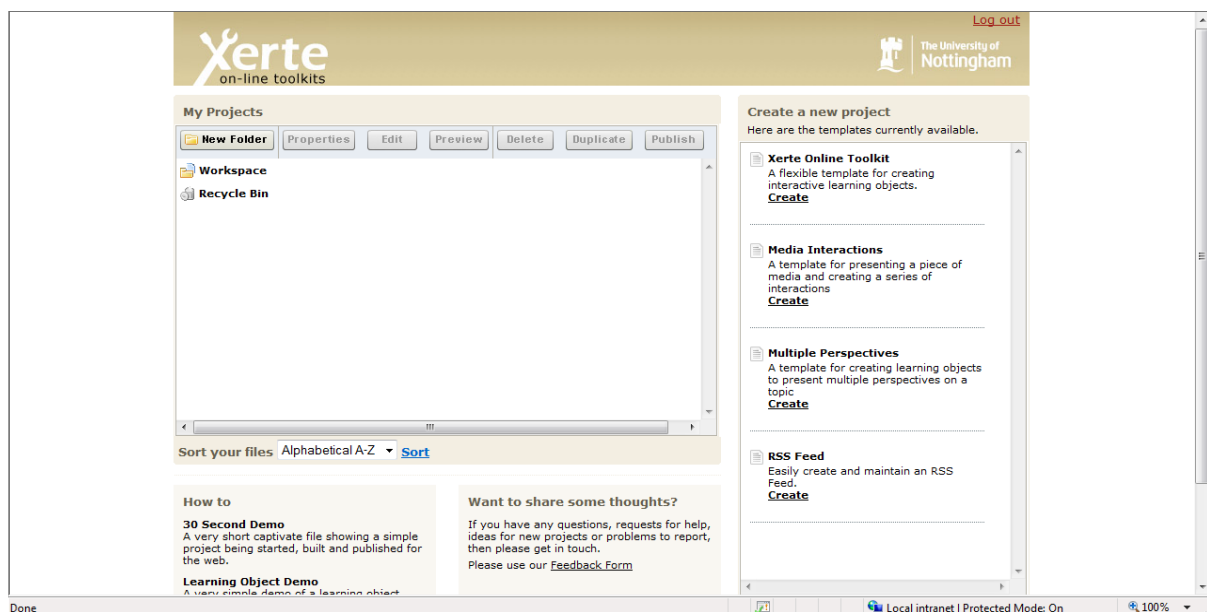 Log out
Xerte
on-line toolkits
The University of
Nottingham
My Projects
New Folder Properties Edit Preview Delete Duplicate Publish
Workspace
Recycle Bin
Sort your files Alphabetical A-Z Sort
Create a new project
Here are the templates currently available.
Xerte Online Toolkit
A flexible template for creating
interactive learning objects.
Create
Media Interactions
A template for presenting a piece of
media and creating a series of
interactions
Create
Multiple Perspectives
A template for creating learning objects
to present multiple perspectives on a
topic
Create
RSS Feed
Easily create and maintain an RSS
Feed.
Create
How to
30 Second Demo
A very short captivate file showing a simple
project being started, built and published for
the web.
Learning Object Demo
A very simple demo of a learning object
Want to share some thoughts?
If you have any questions, requests for help,
ideas for new projects or problems to report,
then please get in touch.
Please use our Feedback Form
Done Local intranet | Protected Mode: On 100%